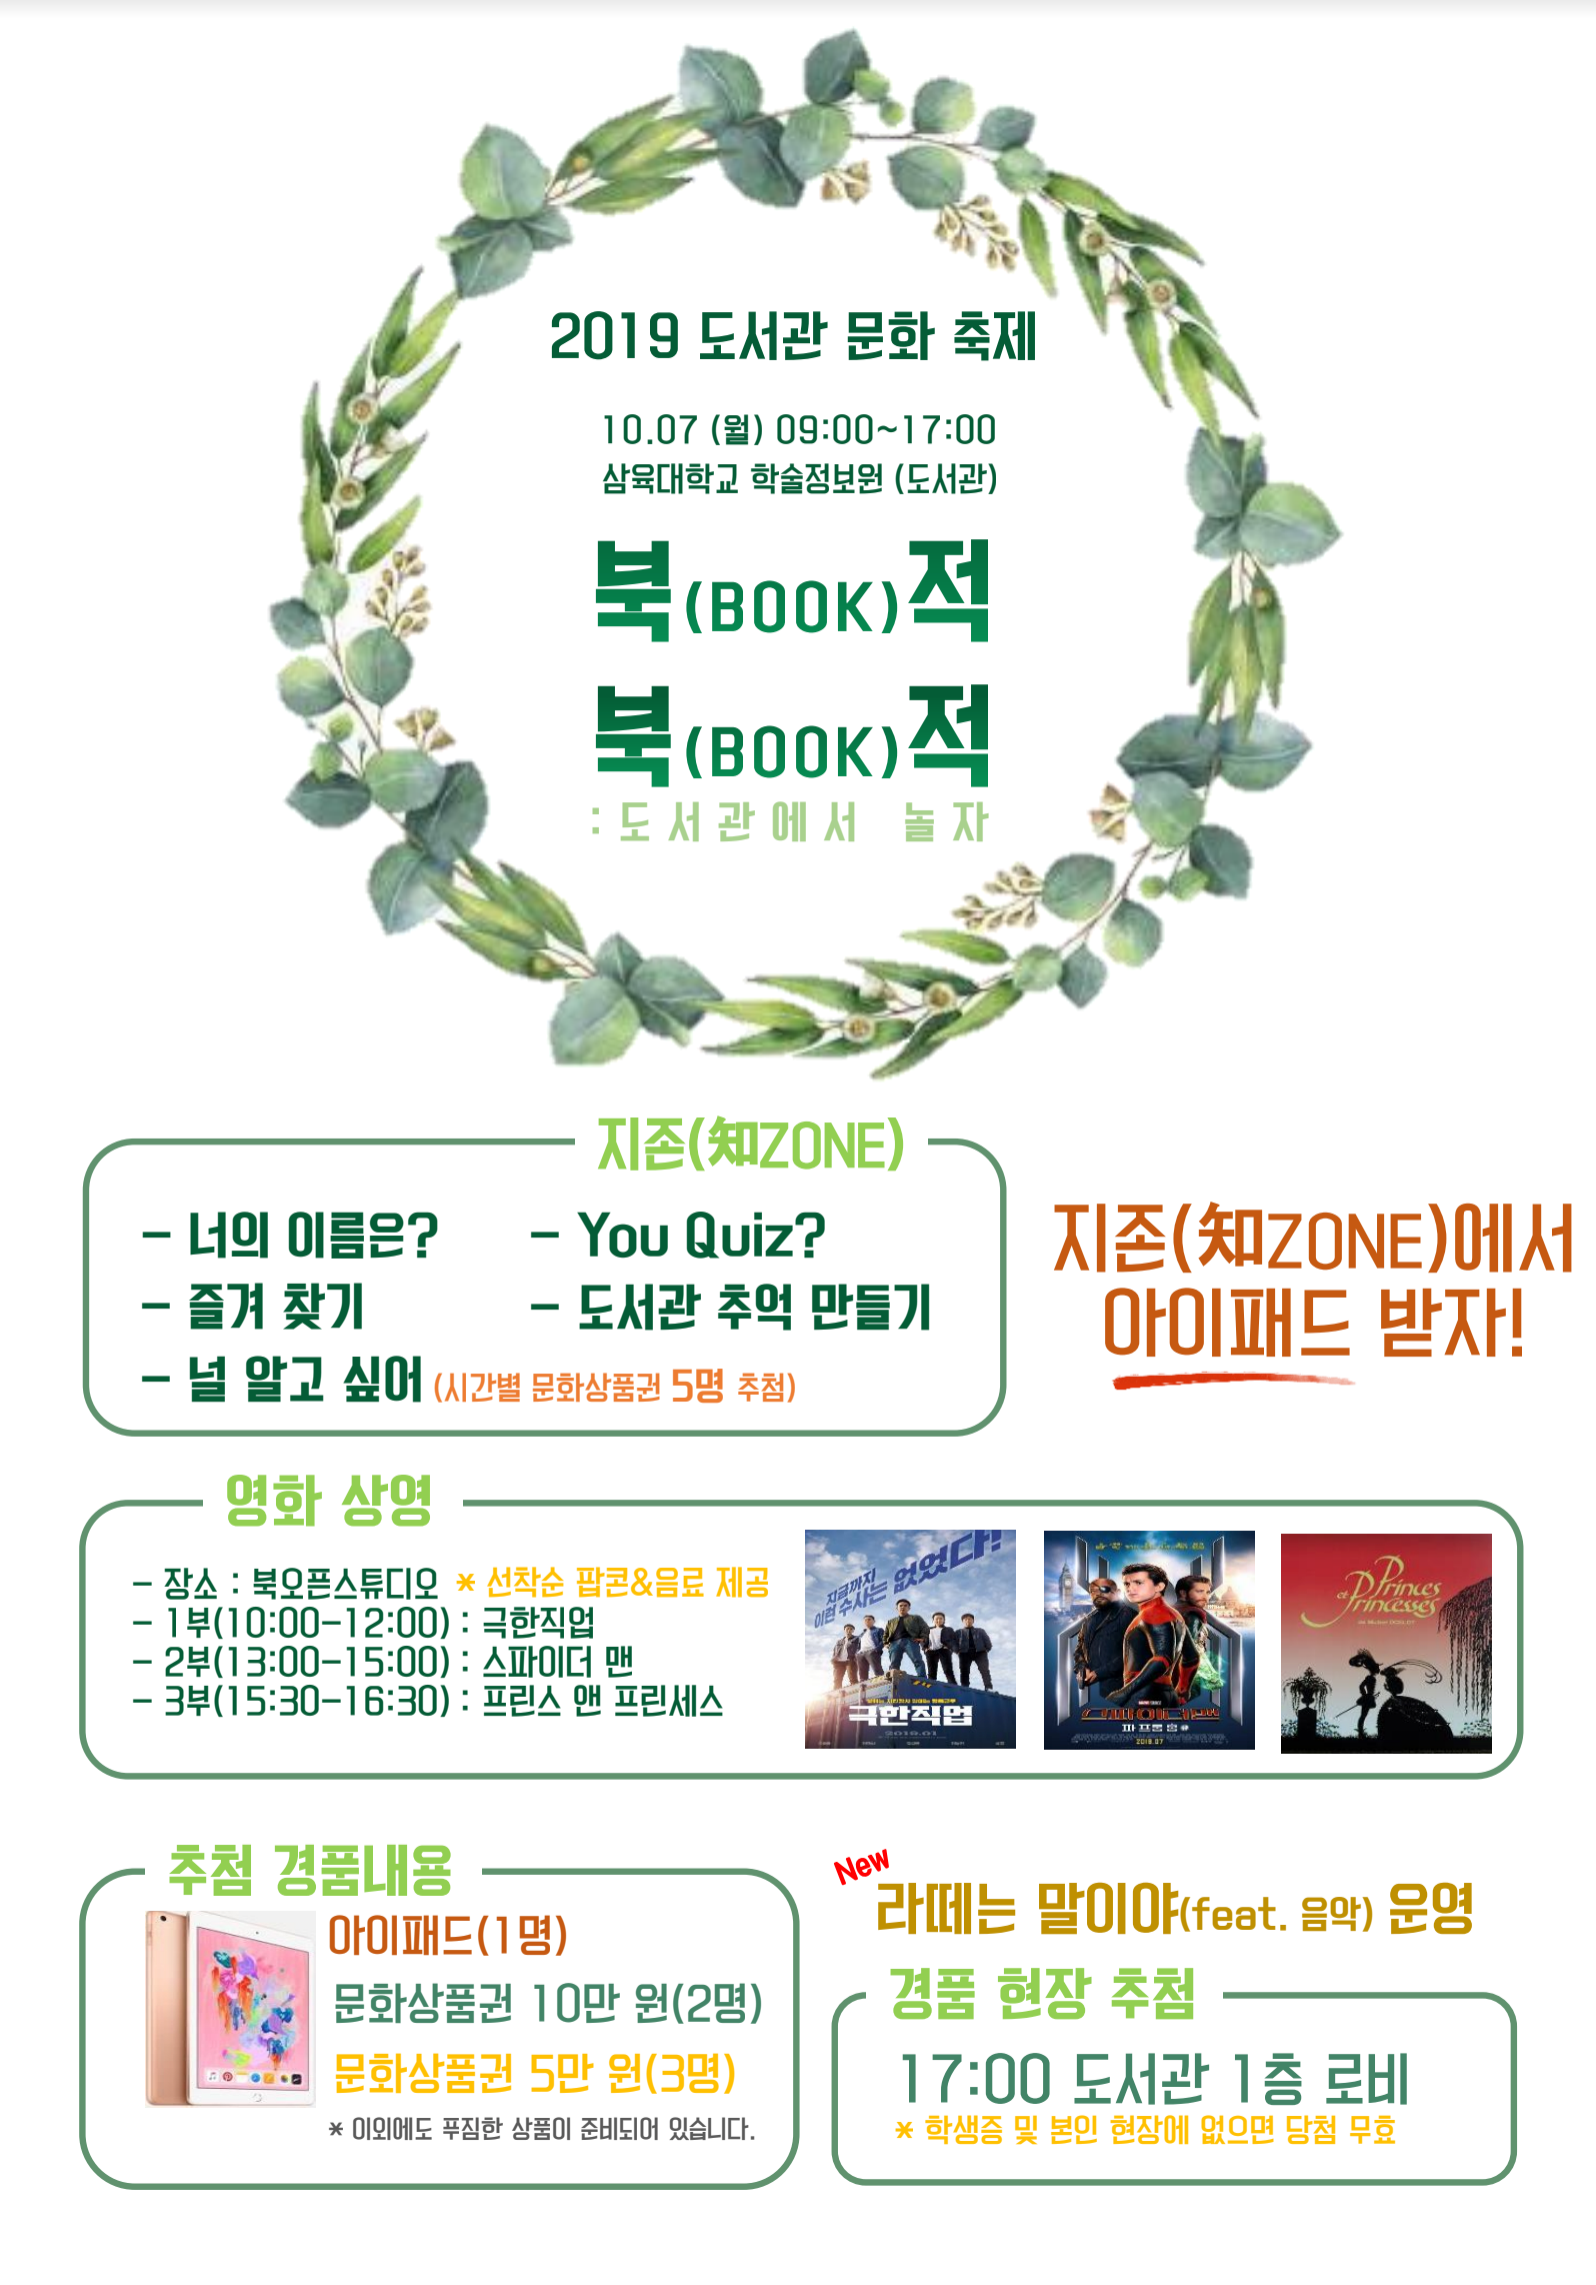 2019 도서관 문화 축제
10.07 (월) 09:00~17:00
삼육대학교 학술정보원 (도서관)
북(BOOK)적
북(BOOK)적
:도서관에서 놀자
지존(知ZONE)
- 너의 이름은?
- You Quiz?
- 즐겨 찾기
- 도서관 추억 만들기
- 널 알고 싶어 (시간별 문화상품권 5명 추첨)
지존(知ZONE)에서
아이패드 받자!
영화 상영
- 장소 : 북오픈스튜디오 * 선착순 팝콘&음료 제공
- 1부(10:00-12:00) : 극한직업
- 2부(13:00-15:00) : 스파이더 맨
- 3부(15:30-16:30) : 프린스 앤 프린세스
지금까지
이런 수사는 없었다!
극한직업
2019.01
스파이더맨
파 프롬 홈
2019.07
Princes
et Princesses
추첨 경품내용
아이패드(1명)
문화상품권 10만 원(2명)
문화상품권 5만 원(3명)
* 이외에도 푸짐한 상품이 준비되어 있습니다.
New
라떼는 말이야(feat. 음악) 운영
경품 현장 추첨
17:00 도서관 1층 로비
* 학생증 및 본인 현장에 없으면 당첨 무효